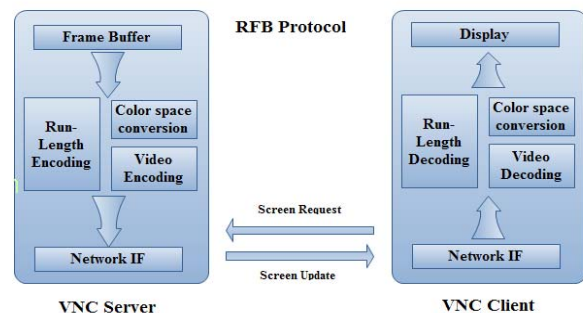 RFB Protocol
Frame Buffer
Run-
Length
Encoding
Color space
conversion
Video
Encoding
Network IF
VNC Server
Screen Request
Screen Update
Display
Run-
Length
Decoding
Color space
conversion
Video
Decoding
Network IF
VNC Client